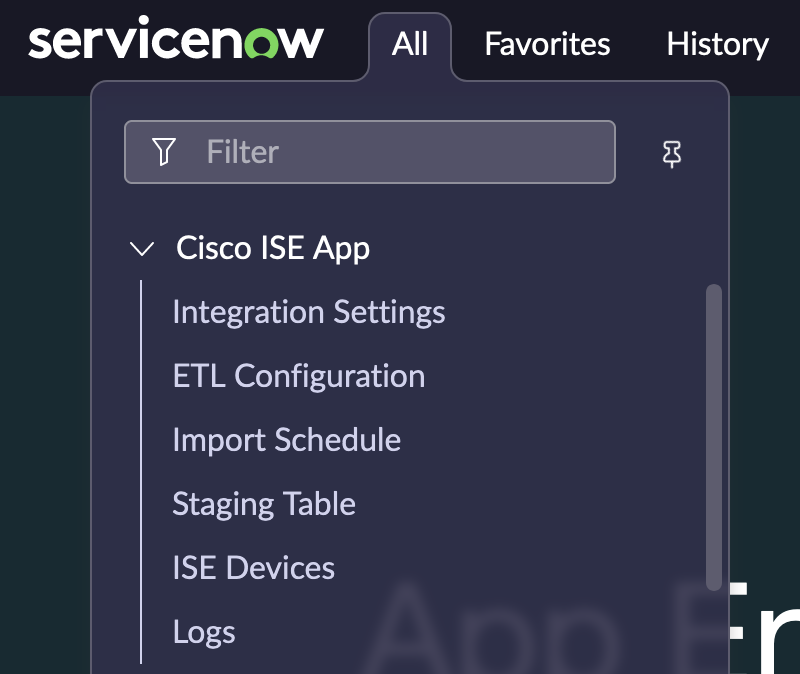 servicenow
All
Favorites
History
Filter
Cisco ISE App
Integration Settings
ETL Configuration
Import Schedule
Staging Table
ISE Devices
Logs
App En